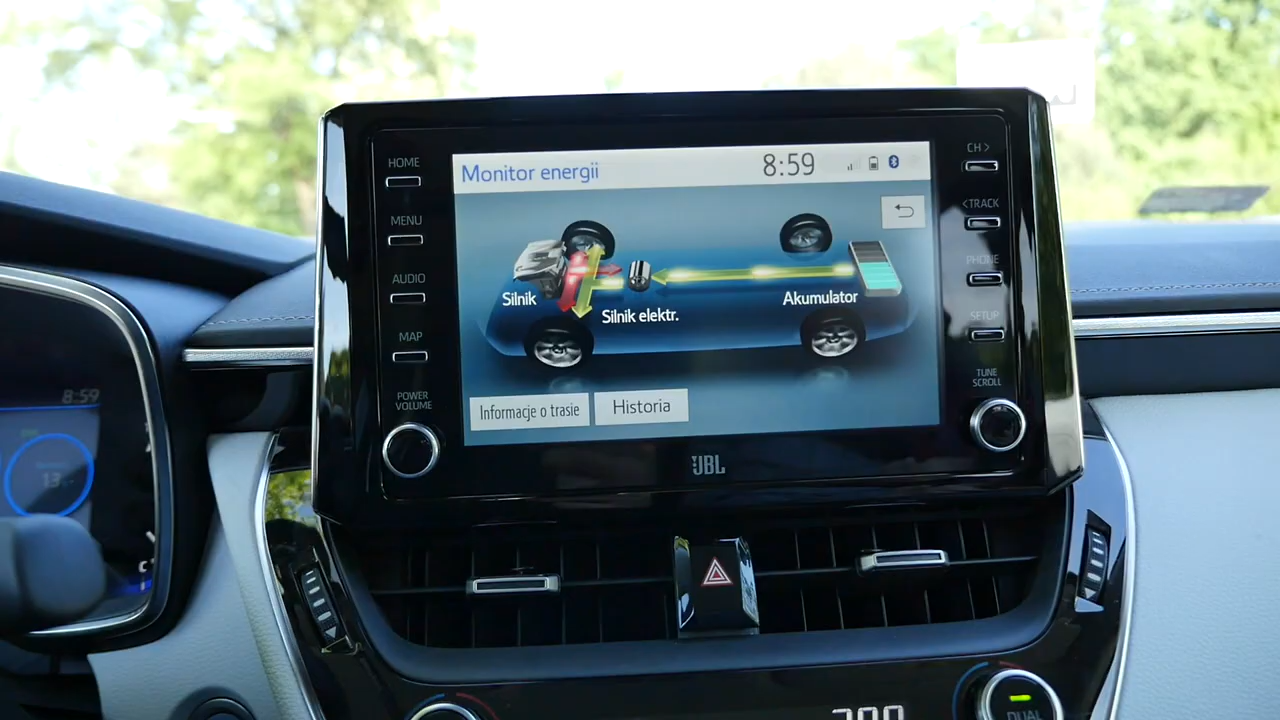 HOME
MENU
AUDIO
MAP
POWER
VOLUME
Monitor energii
8:59
Silnik
Silnik elektr.
Akumulator
Informacje o trasie
Historia
JBL
CH >
<TRACK
PHONE
SETUP
TUNE
SCROLL
8:59
13
DUAL